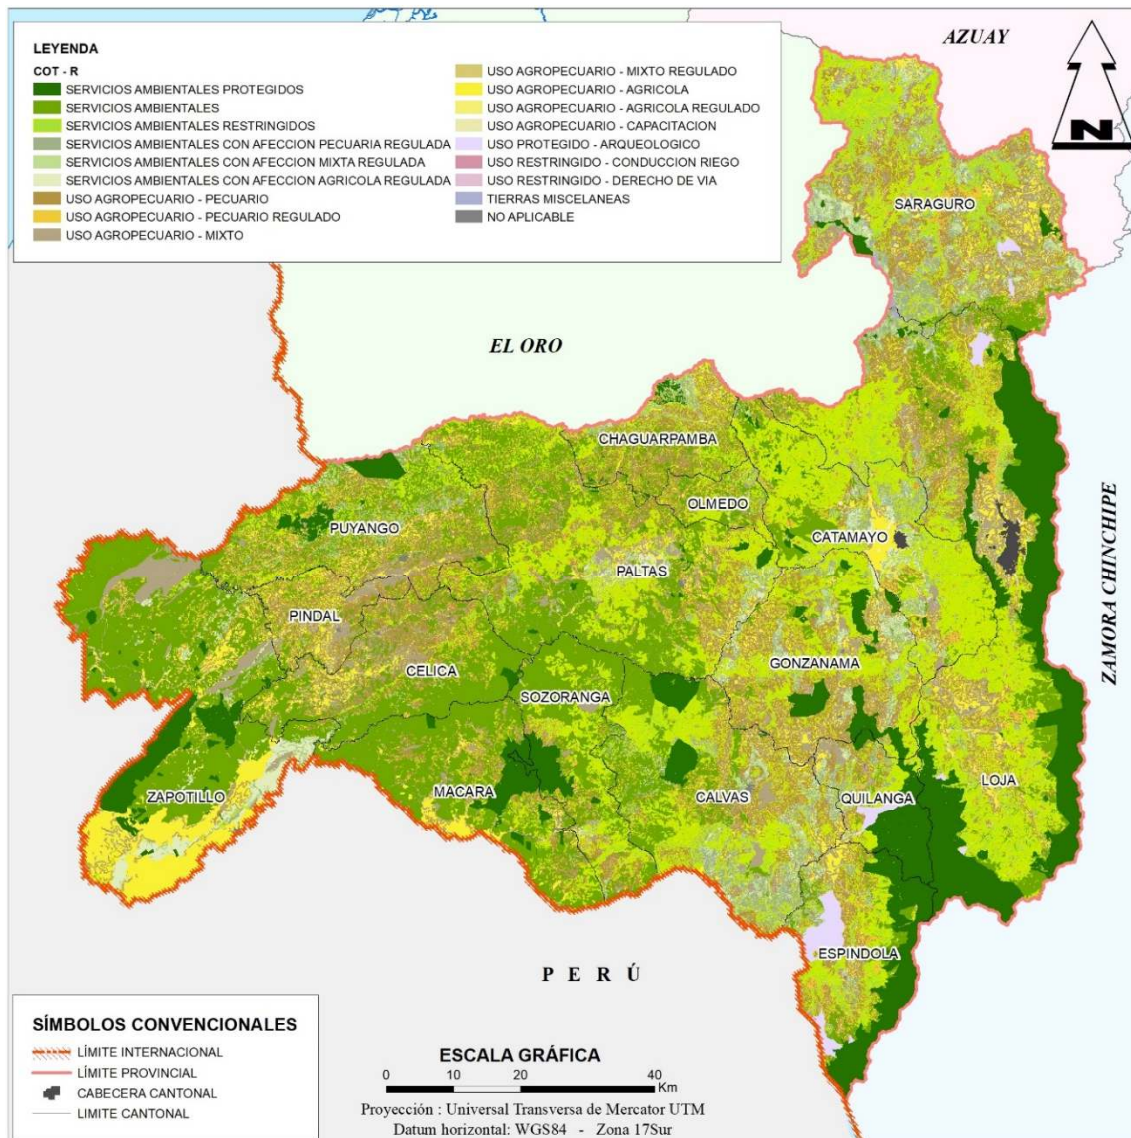 LEYENDA
COT - R
SERVICIOS AMBIENTALES PROTEGIDOS
SERVICIOS AMBIENTALES
SERVICIOS AMBIENTALES RESTRINGIDOS
SERVICIOS AMBIENTALES CON AFECCION PECUARIA REGULADA
SERVICIOS AMBIENTALES CON AFECCION MIXTA REGULADA
SERVICIOS AMBIENTALES CON AFECCION AGRICOLA REGULADA
USO AGROPECUARIO - PECUARIO
USO AGROPECUARIO - PECUARIO REGULADO
USO AGROPECUARIO - MIXTO
USO AGROPECUARIO - MIXTO REGULADO
USO AGROPECUARIO - AGRICOLA
USO AGROPECUARIO - AGRICOLA REGULADO
USO AGROPECUARIO - CAPACITACION
USO PROTEGIDO - ARQUEOLOGICO
USO RESTRINGIDO - CONDUCCION RIEGO
USO RESTRINGIDO - DERECHO DE VIA
TIERRAS MISCELANEAS
NO APLICABLE
AZUAY
N
SARAGURO
EL ORO
CHAGUARPAMBA
OLMEDO
PUYANGO
CATAMAYO
PALTAS
PINDAL
CELICA
GONZANAMA
SOZORANGA
ZAMORA CHINCHIPE
ZAPOTILLO
MACARA
CALVAS
QUILANGA
LOJA
ESPINDOLA
PERÚ
SÍMBOLOS CONVENCIONALES
LÍMITE INTERNACIONAL
LÍMITE PROVINCIAL
CABECERA CANTONAL
LIMITE CANTONAL
ESCALA GRÁFICA
0 10 20 40
Km
Proyección : Universal Transversa de Mercator UTM
Datum horizontal: WGS84 - Zona 17Sur